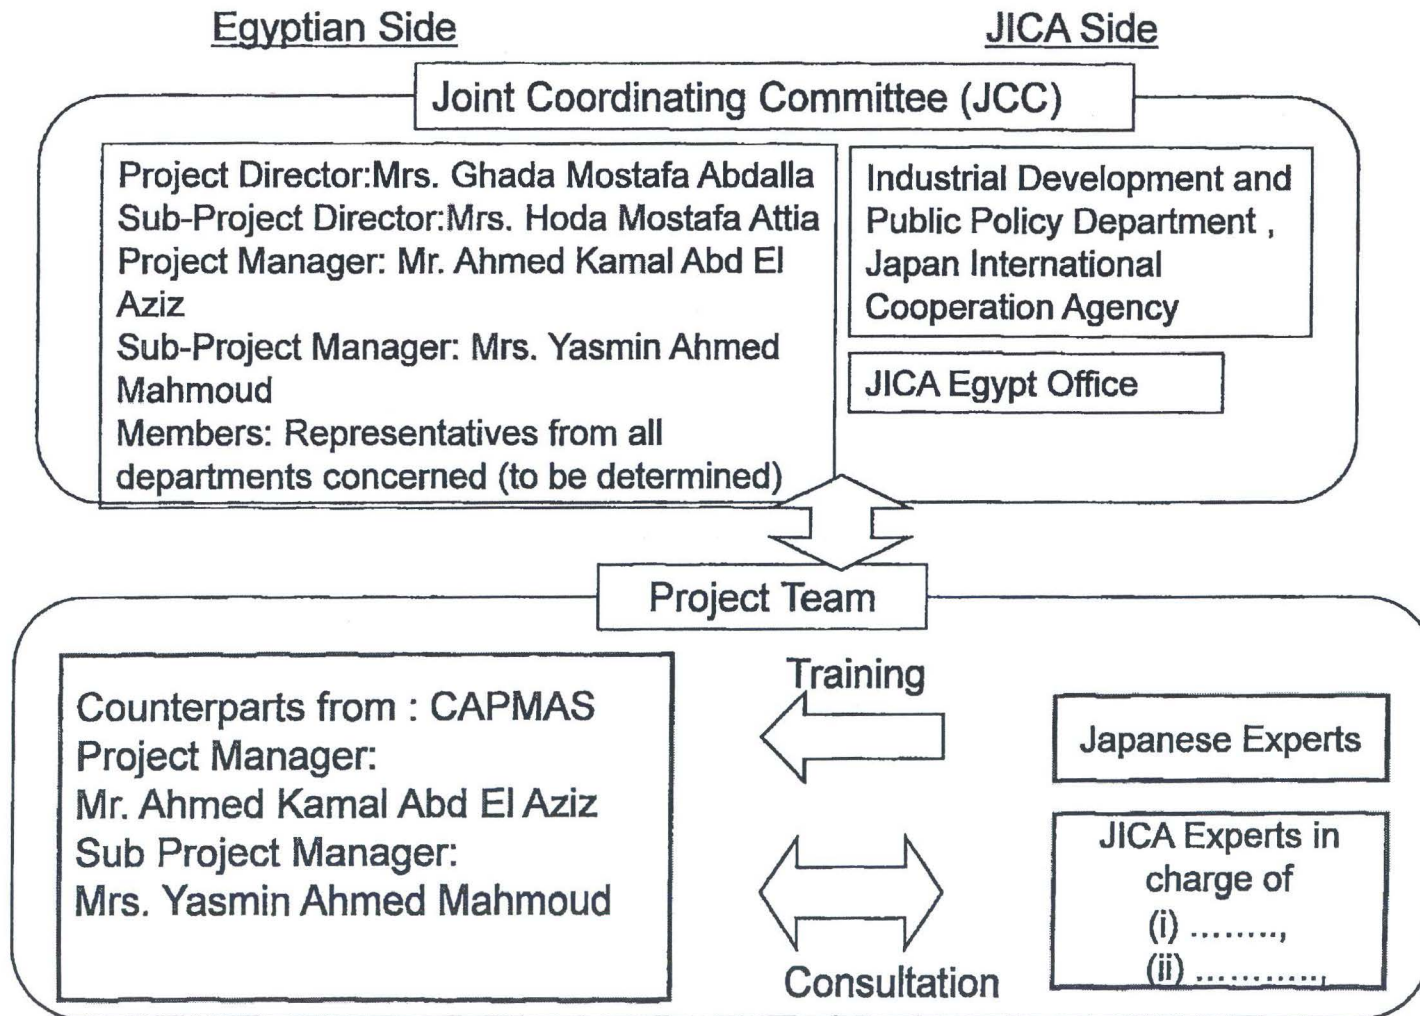 Egyptian Side
JICA Side
Joint Coordinating Committee (JCC)
Project Director:Mrs. Ghada Mostafa Abdalla
Sub-Project Director:Mrs. Hoda Mostafa Attia
Project Manager: Mr. Ahmed Kamal Abd El
Aziz
Sub-Project Manager: Mrs. Yasmin Ahmed
Mahmoud
Members: Representatives from all
departments concerned (to be determined)
Industrial Development and
Public Policy Department ,
Japan International
Cooperation Agency
JICA Egypt Office
Project Team
Counterparts from : CAPMAS
Project Manager:
Mr. Ahmed Kamal Abd El Aziz
Sub Project Manager:
Mrs. Yasmin Ahmed Mahmoud
Training
Consultation
Japanese Experts
JICA Experts in
charge of
(i) ........,
(ii) ...........,